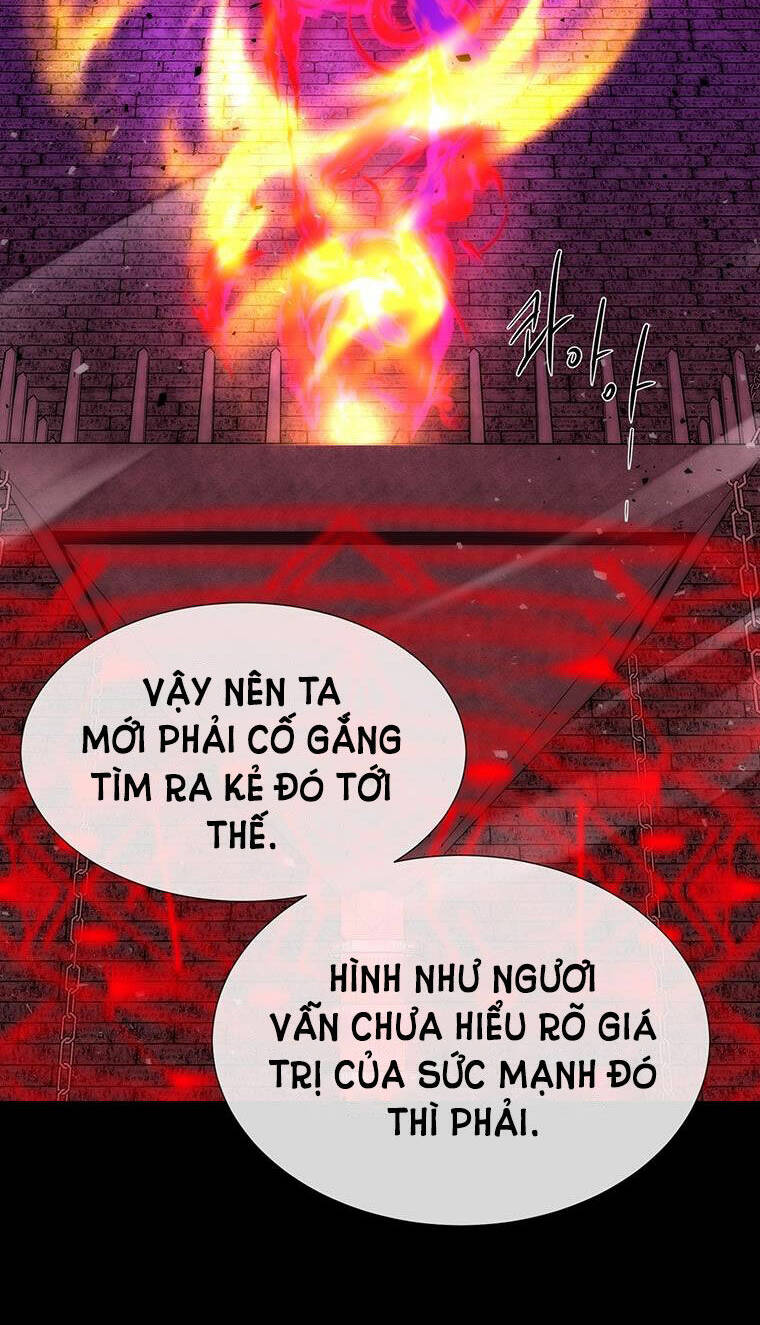 콰아아
VẬY NÊN TA
MỚI PHẢI CỐ GẮNG
TÌM RA KẺ ĐÓ TỚI
THẾ.
HÌNH NHƯ NGƯƠI
VẪN CHƯA HIỂU RÕ GIÁ
TRỊ CỦA SỨC MẠNH ĐÓ
THÌ PHẢI.